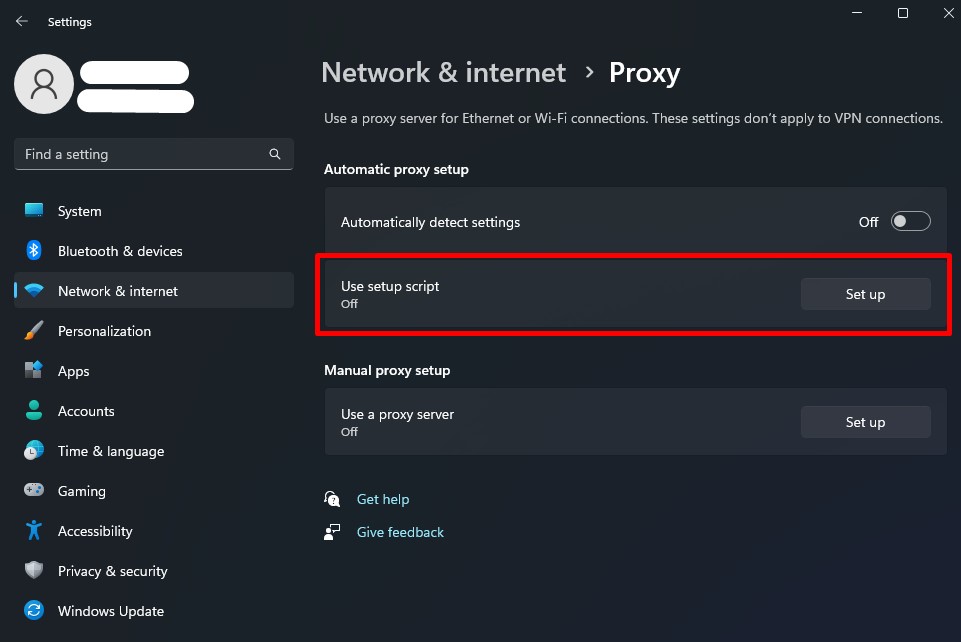 Settings
Network & internet › Proxy
Use a proxy server for Ethernet or Wi-Fi connections. These settings don’t apply to VPN connections.
Find a setting
System
Bluetooth & devices
Network & internet
Personalization
Apps
Accounts
Time & language
Gaming
Accessibility
Privacy & security
Windows Update
Automatic proxy setup
Automatically detect settings
Off
Use setup script
Off
Set up
Manual proxy setup
Use a proxy server
Off
Set up
Get help
Give feedback